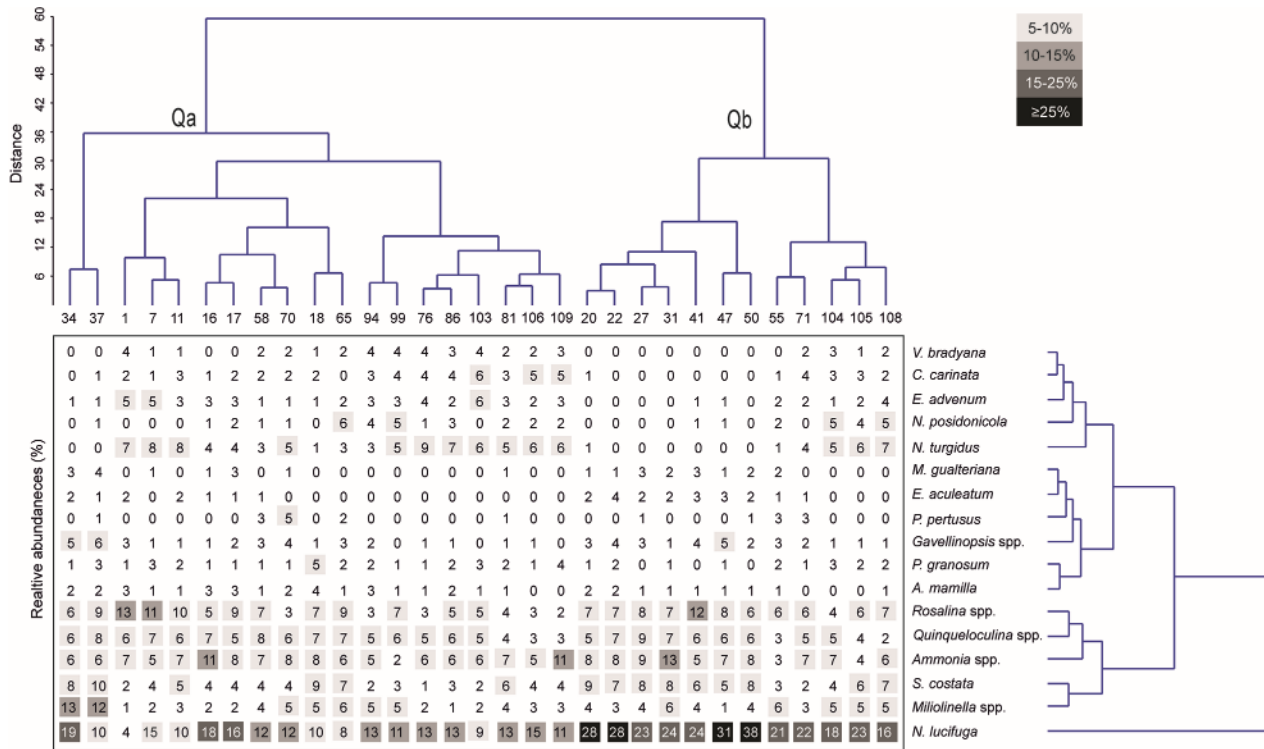 60
54
48
42
36
30
24
18
12
6
Distance
Qa
Qb
5-10%
10-15%
15-25%
≥25%
34 37 1 7 11 16 17 58 70 18 65 94 99 76 86 103 81 106 109 20 22 27 31 41 47 50 55 71 104 105 108
Realtive abundaneces (%)
0 0 4 1 1 0 0 2 2 1 2 4 4 4 3 4 2 2 3 0 0 0 0 0 0 0 0 2 3 1 2 V. bradyana
0 1 2 1 3 1 2 2 2 2 0 3 4 4 4 6 3 5 5 1 0 0 0 0 0 0 1 4 3 3 2 C. carinata
1 1 5 5 3 3 3 1 1 1 2 3 3 4 2 6 3 2 3 0 0 0 0 1 1 0 2 2 1 2 4 E. advenum
0 1 0 0 0 1 2 1 1 0 6 4 5 1 3 0 2 2 2 0 0 0 0 1 1 0 2 0 5 4 5 N. posidonicola
0 0 7 8 8 4 4 3 5 1 3 3 5 9 7 6 5 6 6 1 0 0 0 0 0 0 1 4 5 6 7 N. turgidus
3 4 0 1 0 1 3 0 1 0 0 0 0 0 0 0 1 0 0 1 1 3 2 3 1 2 0 0 0 0 0 M. gualteriana
2 1 2 0 2 1 1 1 0 0 0 0 0 0 0 0 0 0 0 2 4 2 2 3 3 2 1 1 0 0 0 E. aculeatum
0 1 0 0 0 0 0 3 5 0 2 0 0 0 0 0 1 0 0 0 0 1 0 0 0 1 3 3 0 0 0 P. pertusus
5 6 3 1 1 1 2 3 4 1 3 2 0 1 1 0 1 1 0 3 4 3 1 4 5 3 2 1 1 1 1 Gavellinopsis spp.
1 3 1 3 2 1 1 2 1 5 2 2 1 1 2 3 2 1 4 1 0 0 0 0 0 0 2 1 3 2 2 P. granosum
2 2 3 1 1 3 3 1 2 4 1 3 1 1 2 1 1 0 0 1 2 2 1 1 1 1 1 0 0 0 1 A. mamilla
6 9 13 11 10 5 9 7 3 7 9 3 7 3 5 5 4 3 2 7 7 8 7 12 8 6 6 6 4 6 7 Rosalina spp.
6 8 6 7 6 7 5 8 6 7 7 5 6 5 6 5 4 3 3 5 7 9 7 6 6 6 3 5 5 4 2 Quinqueloculina spp.
6 6 7 5 7 11 8 7 8 8 6 5 2 6 6 6 7 5 11 8 8 9 13 5 7 8 3 7 7 4 6 Ammonia spp.
8 10 2 4 5 4 4 4 4 9 7 2 3 1 3 2 6 4 4 9 7 8 8 6 5 8 3 3 4 6 7 S. costata
13 12 1 2 3 2 2 4 5 5 6 5 5 2 1 2 4 3 3 4 4 3 6 4 1 4 6 3 5 5 5 Miliolinella spp.
19 10 4 15 10 18 16 12 12 10 8 13 11 13 13 9 13 15 11 28 28 23 24 24 31 38 21 22 18 23 16 N. lucifuga